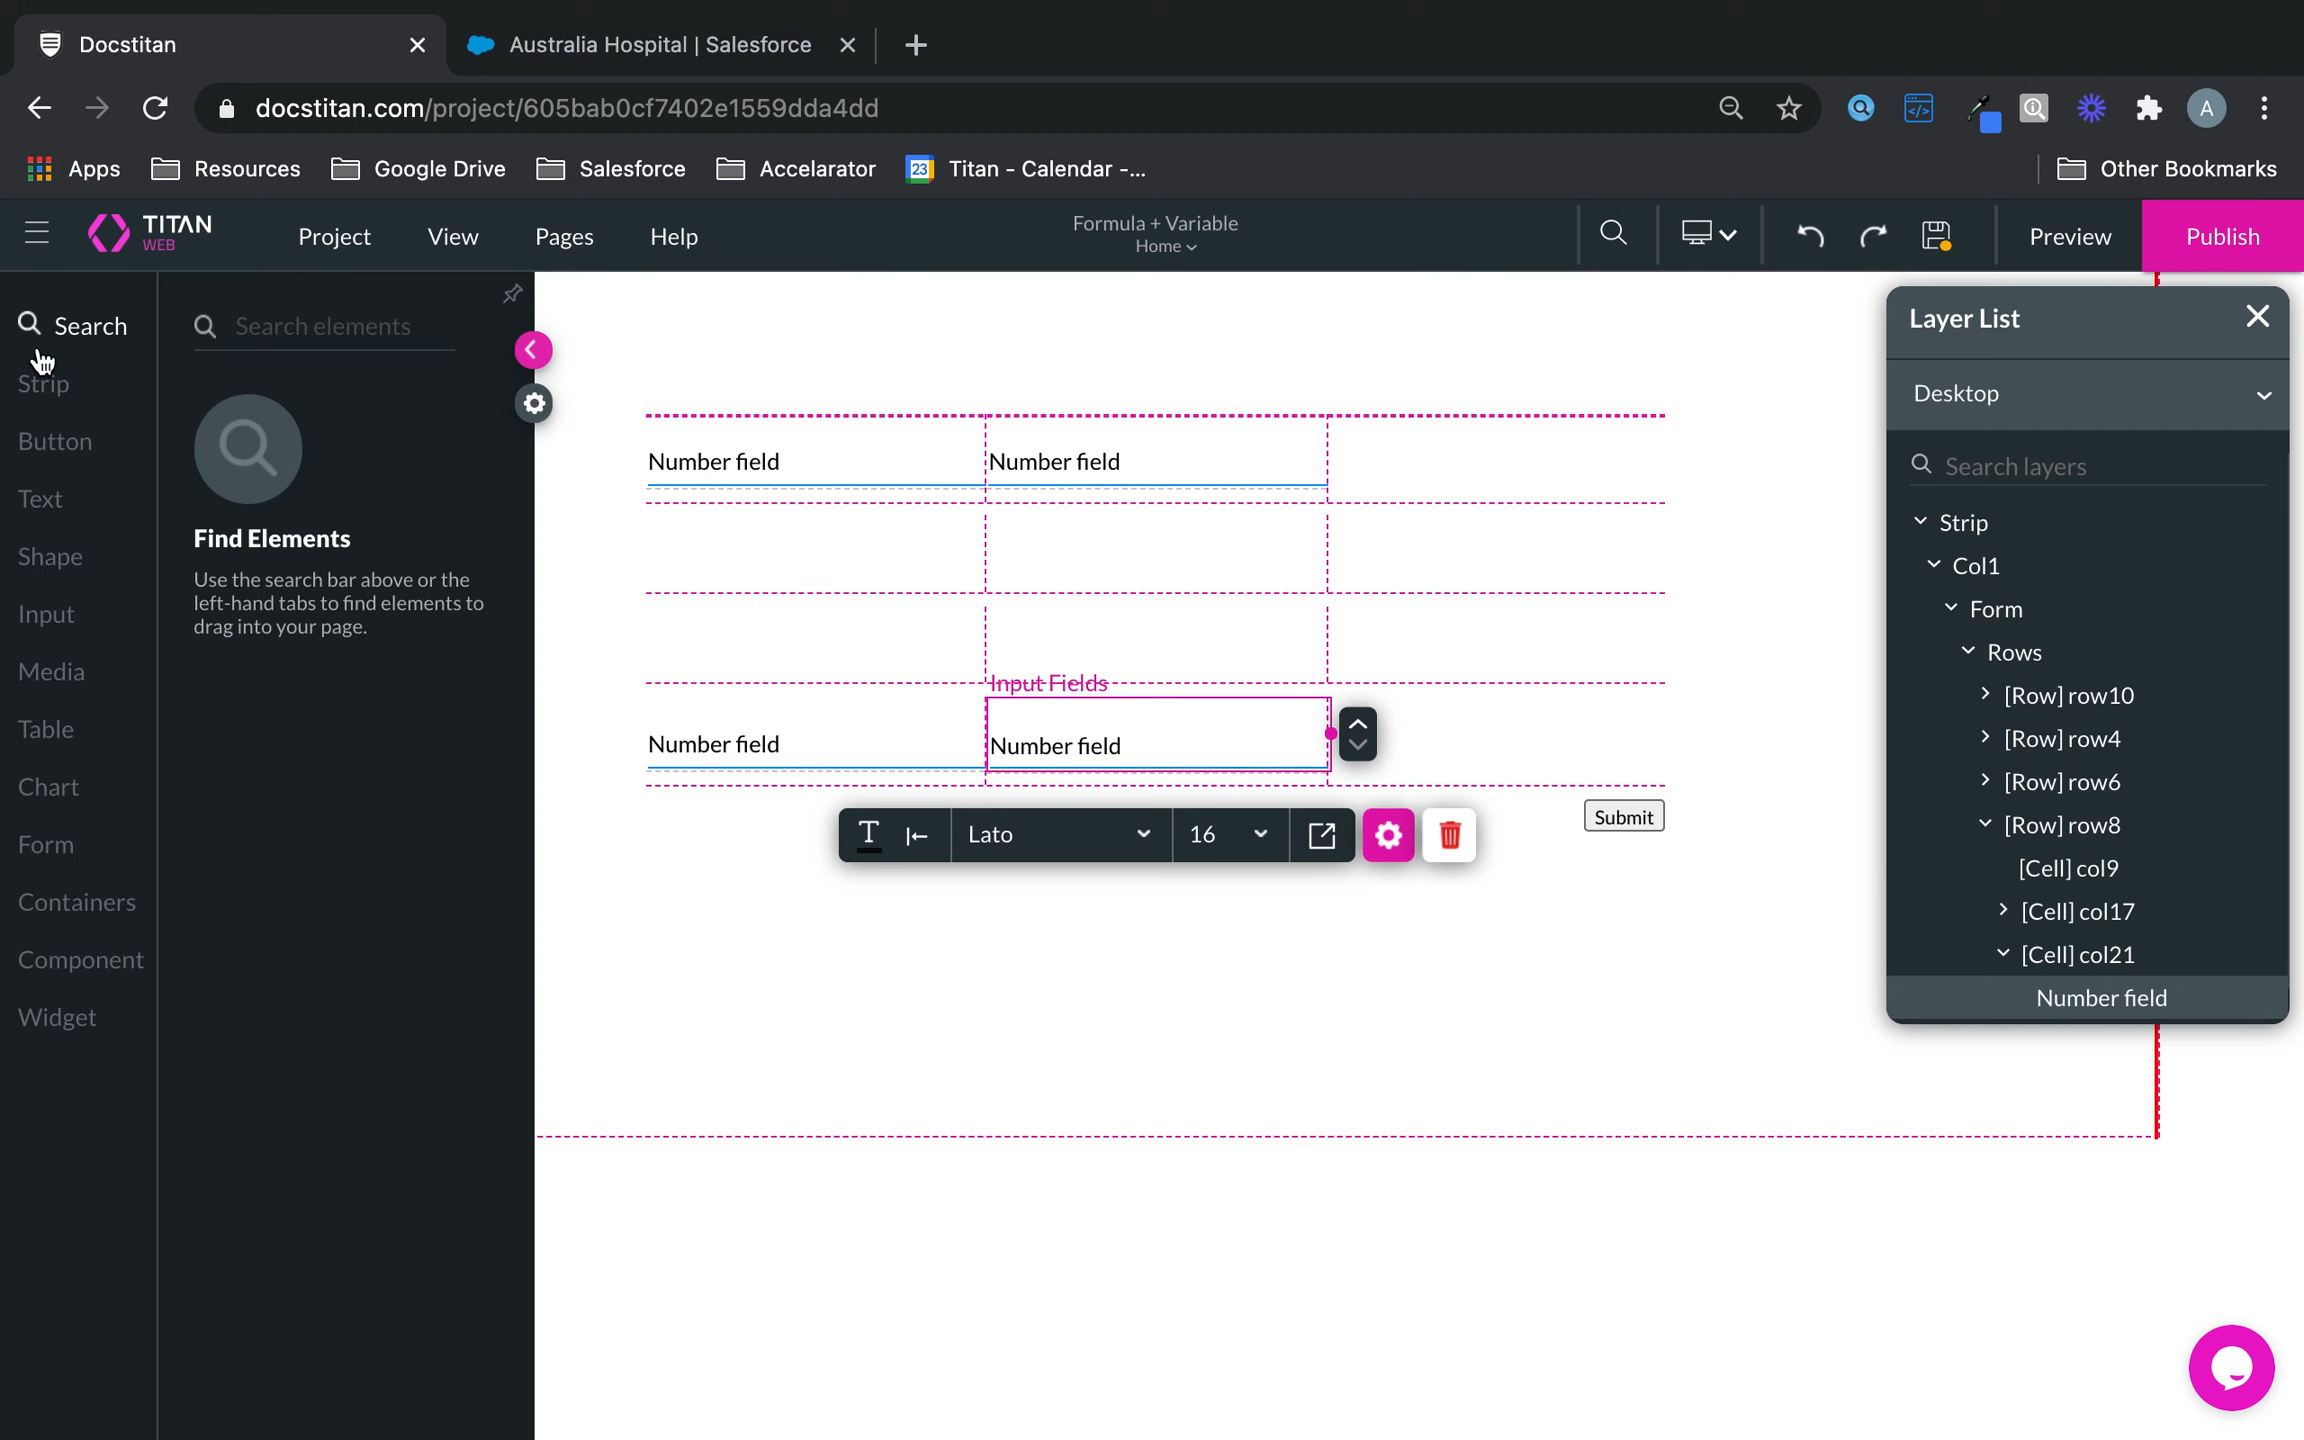 Docstitan
Australia Hospital | Salesforce
docstitan.com/project/605bab0cf7402e1559dda4dd
A
Apps
Resources
Google Drive
Salesforce
Accelarator
23
Titan - Calendar -...
Other Bookmarks
TITAN
WEB
Project
View
Pages
Help
Formula + Variable
Home
Preview
Publish
Search
Strip
Button
Text
Shape
Input
Media
Table
Chart
Form
Containers
Component
Widget
Search elements
Find Elements
Use the search bar above or the
left-hand tabs to find elements to
drag into your page.
Number field
Number field
Input Fields
Number field
Number field
T
Lato
16
Submit
Layer List
Desktop
Search layers
Strip
Col1
Form
Rows
[Row] row10
[Row] row4
[Row] row6
[Row] row8
[Cell] col9
[Cell] col17
[Cell] col21
Number field